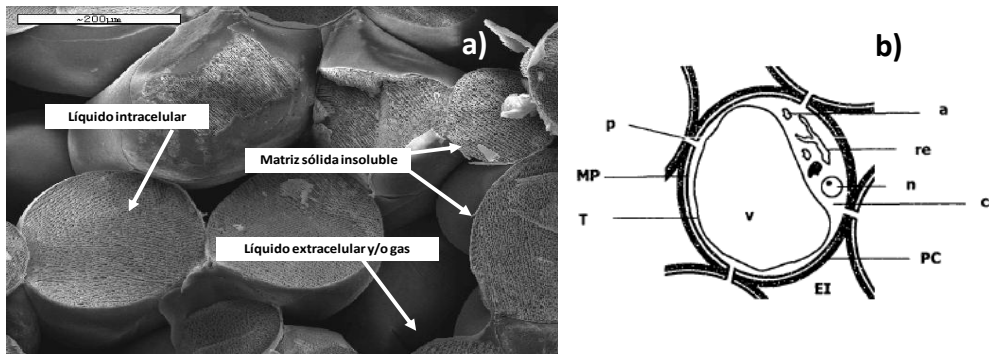 ~200µm
a)
Líquido intracelular
Matriz sólida insoluble
Líquido extracelular y/o gas
b)
p
MP
T
v
a
re
n
c
PC
EI